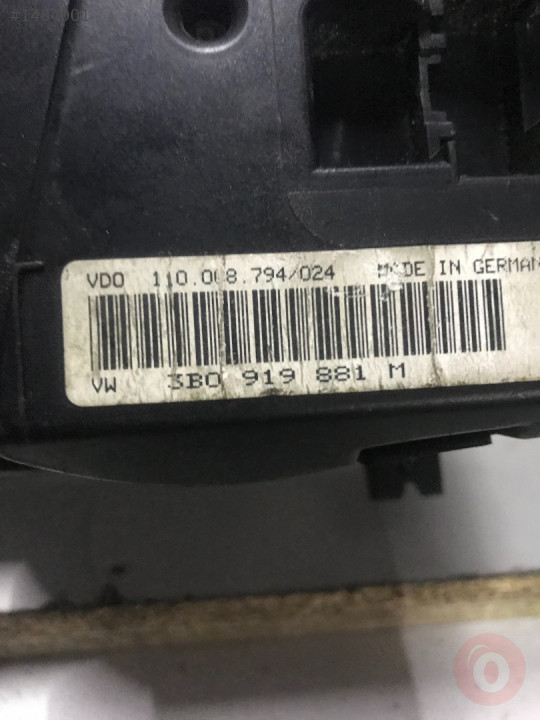 VDO 110.008.794/024 MADE IN GERMAN
VW 3B0 919 881 M